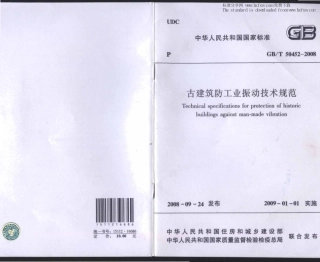 UDC
中华人民共和国国家标准
GB
P
GB/T 50452-2008
古建筑防工业振动技术规范
Technical specifications for protection of historic
buildings against man-made vibration
2008-09-24 发布
2009-01-01 实施
中华人民共和国住房和城乡建设部
中华人民共和国国家质量监督检验检疫总局
联合发布